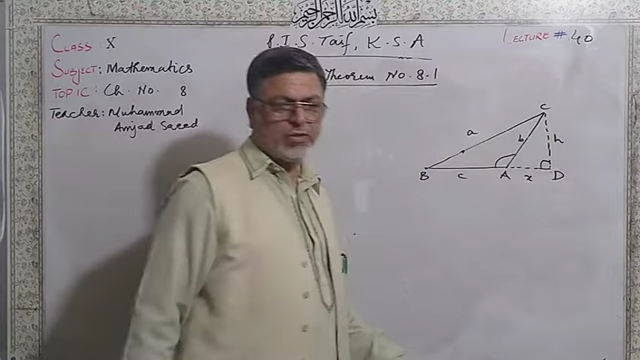 بسم الله الرحمن الرحيم
P.I.S. Taif, K.S.A
LECTURE # 40
CLASS: X
SUBJECT: Mathematics
TOPIC: Ch. No. 8
Teacher: Muhammad
Amjad Saeed
Theorem No. 8.1
C
a
b
h
B
c
A
x
D